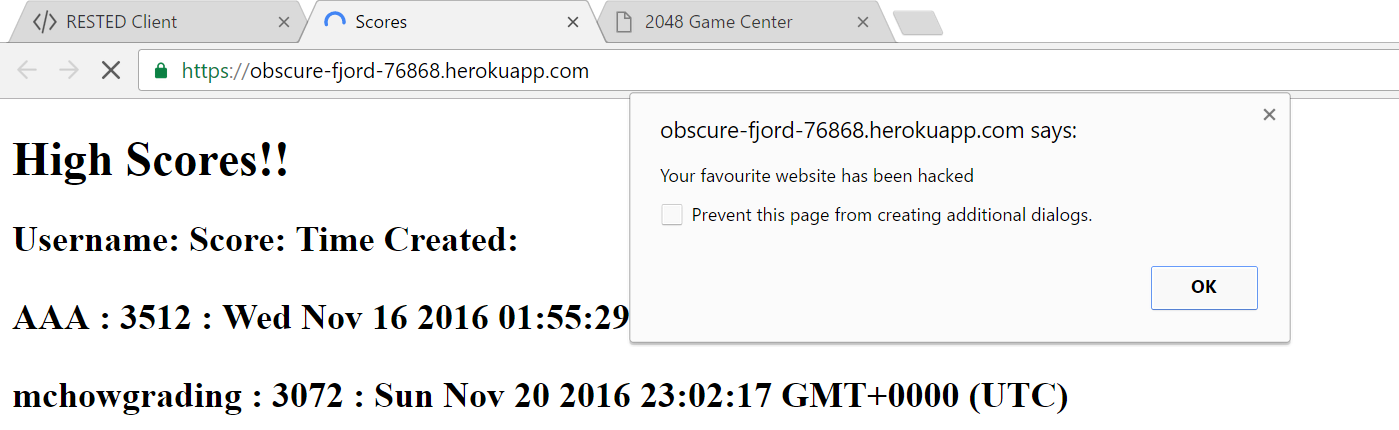 RESTED Client
Scores
2048 Game Center
https://obscure-fjord-76868.herokuapp.com
obscure-fjord-76868.herokuapp.com says:
Your favourite website has been hacked
Prevent this page from creating additional dialogs.
OK
High Scores!!
Username: Score: Time Created:
AAA : 3512 : Wed Nov 16 2016 01:55:29
mchowgrading : 3072 : Sun Nov 20 2016 23:02:17 GMT+0000 (UTC)